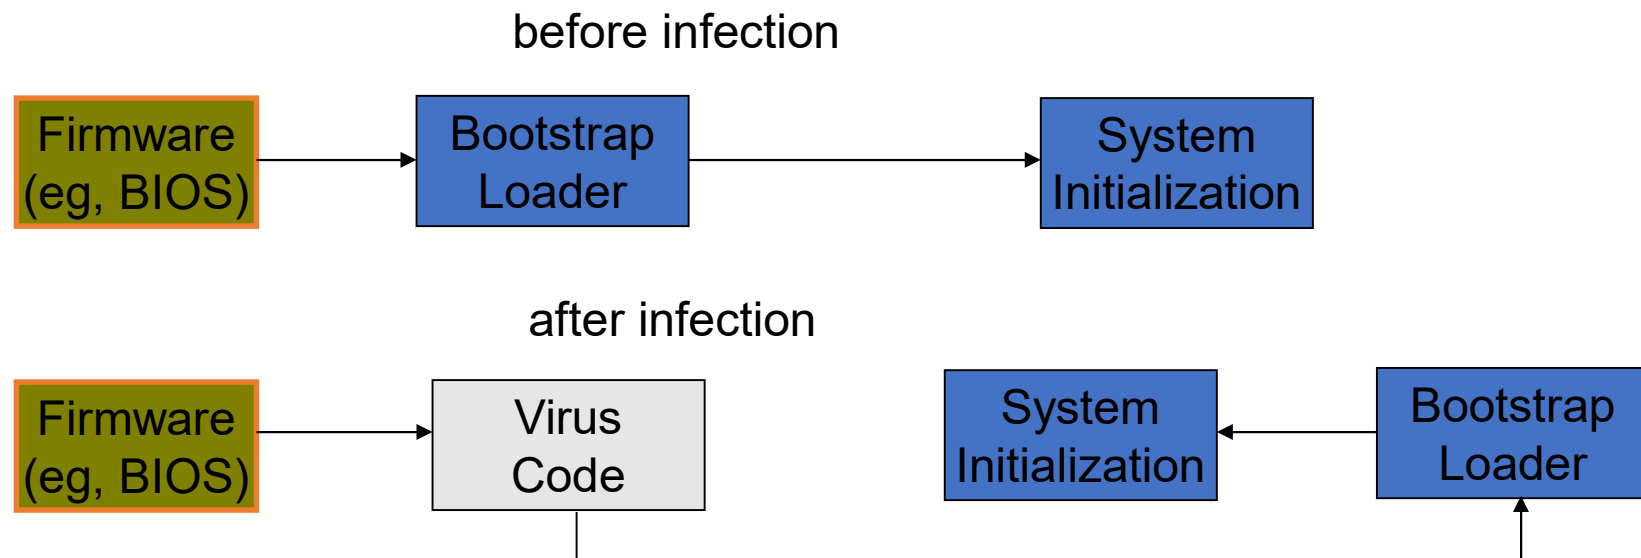 before infection
Firmware
(eg, BIOS)
Bootstrap
Loader
System
Initialization
after infection
Firmware
(eg, BIOS)
Virus
Code
System
Initialization
Bootstrap
Loader